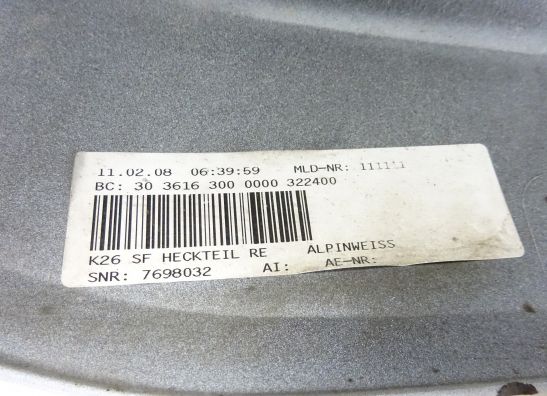 11.02.08 06:39:59 MLD-NR: 111111
BC: 30 3616 300 0000 322400
K26 SF HECKTEIL RE ALPINWEISS
SNR: 7698032 AI: AE-NR: